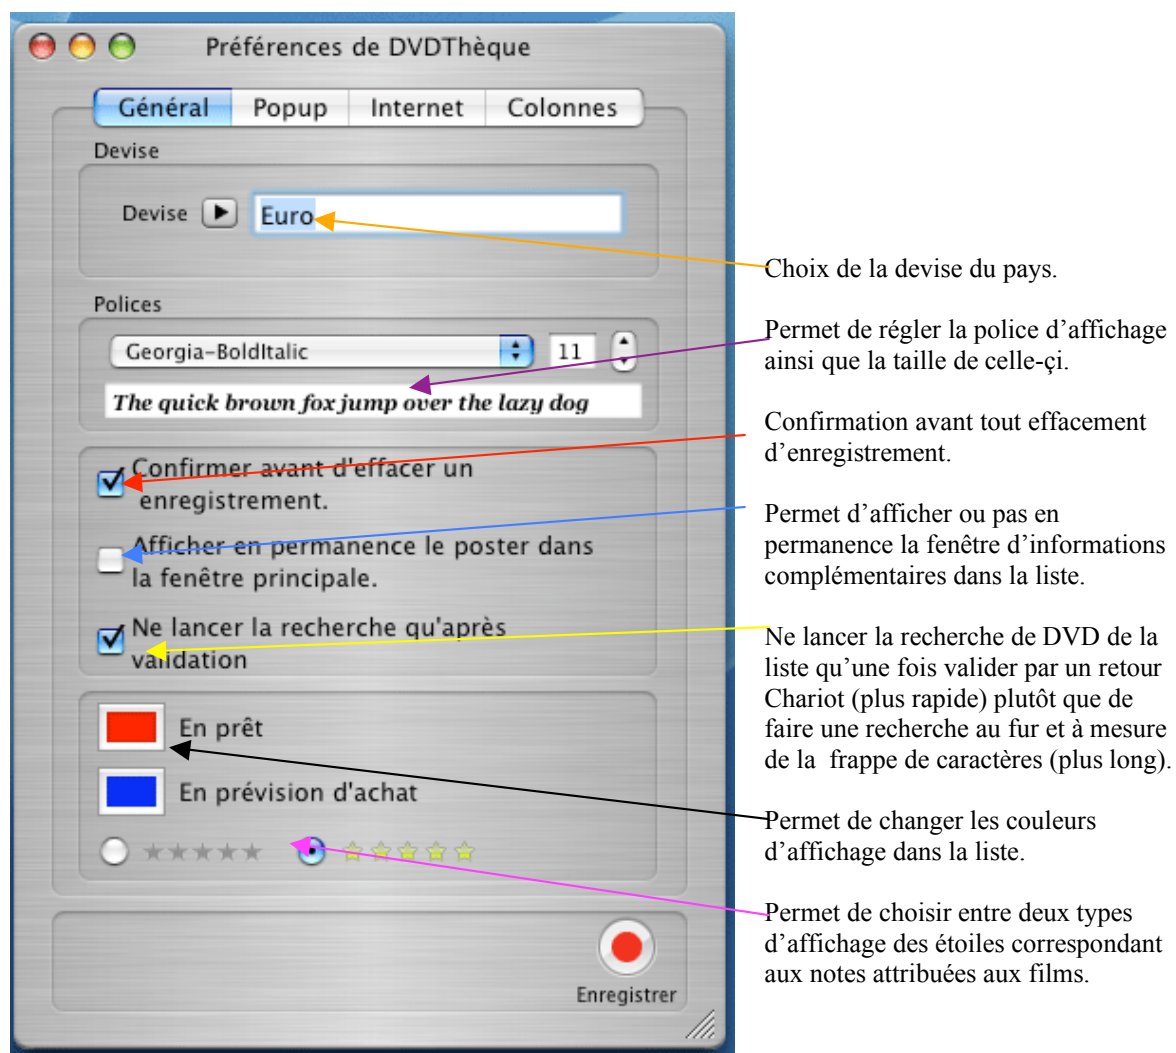 Préférences de DVDThèque
Général Popup Internet Colonnes
Devise
Devise Euro
Polices
Georgia-BoldItalic 11
The quick brown fox jump over the lazy dog
Confirmer avant d'effacer un
enregistrement.
Afficher en permanence le poster dans
la fenêtre principale.
Ne lancer la recherche qu'après
validation
En prêt
En prévision d'achat
Enregistrer
Choix de la devise du pays.
Permet de régler la police d’affichage
ainsi que la taille de celle-çi.
Confirmation avant tout effacement
d’enregistrement.
Permet d’afficher ou pas en
permanence la fenêtre d’informations
complémentaires dans la liste.
Ne lancer la recherche de DVD de la
liste qu’une fois valider par un retour
Chariot (plus rapide) plutôt que de
faire une recherche au fur et à mesure
de la frappe de caractères (plus long).
Permet de changer les couleurs
d’affichage dans la liste.
Permet de choisir entre deux types
d’affichage des étoiles correspondant
aux notes attribuées aux films.